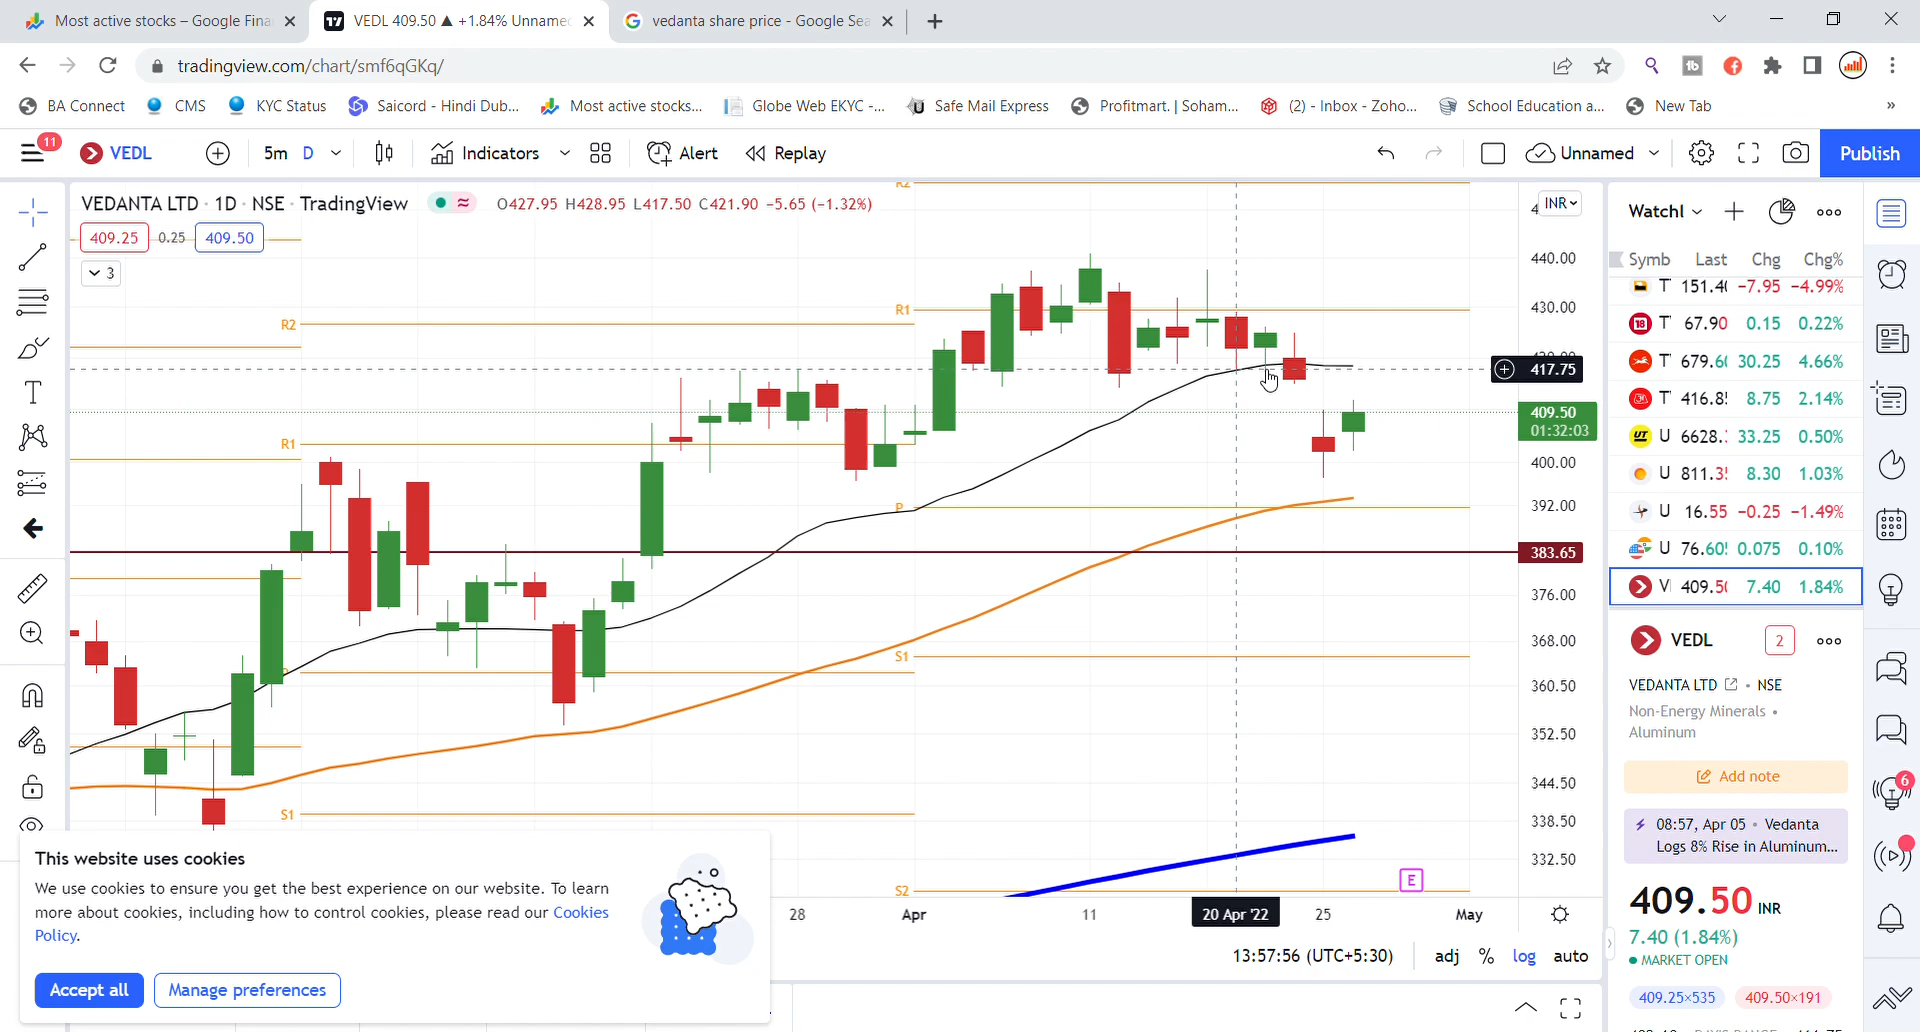 Most active stocks – Google Fina
VEDL 409.50 ▲ +1.84% Unname
vedanta share price - Google Sea
tradingview.com/chart/smf6qGKq/
BA Connect
CMS
KYC Status
Saicord - Hindi Dub...
Most active stocks...
Globe Web EKYC -...
Safe Mail Express
Profitmart. | Soham...
(2) - Inbox - Zoho...
School Education a...
New Tab
»
11
VEDL
5m
D
Indicators
Alert
Replay
Unnamed
Publish
VEDANTA LTD · 1D · NSE · TradingView
O427.95 H428.95 L417.50 C421.90 −5.65 (−1.32%)
409.25
0.25
409.50
3
R2
R1
R2
R1
P
S1
S1
S2
E
INR
440.00
430.00
417.75
409.50
01:32:03
400.00
392.00
383.65
376.00
368.00
360.50
352.50
344.50
338.50
332.50
28
Apr
11
20 Apr '22
25
May
13:57:56 (UTC+5:30)
adj
%
log
auto
Watchl
Symb Last Chg Chg%
T 151.40 −7.95 −4.99%
T 67.90 0.15 0.22%
T 679.60 30.25 4.66%
T 416.85 8.75 2.14%
U 6628. 33.25 0.50%
U 811.35 8.30 1.03%
U 16.55 −0.25 −1.49%
U 76.605 0.075 0.10%
V 409.50 7.40 1.84%
VEDL
2
VEDANTA LTD • NSE
Non-Energy Minerals •
Aluminum
Add note
08:57, Apr 05 • Vedanta
Logs 8% Rise in Aluminum...
409.50 INR
7.40 (1.84%)
MARKET OPEN
409.25×535
409.50×191
6
This website uses cookies
We use cookies to ensure you get the best experience on our website. To learn
more about cookies, including how to control cookies, please read our Cookies
Policy.
Accept all
Manage preferences